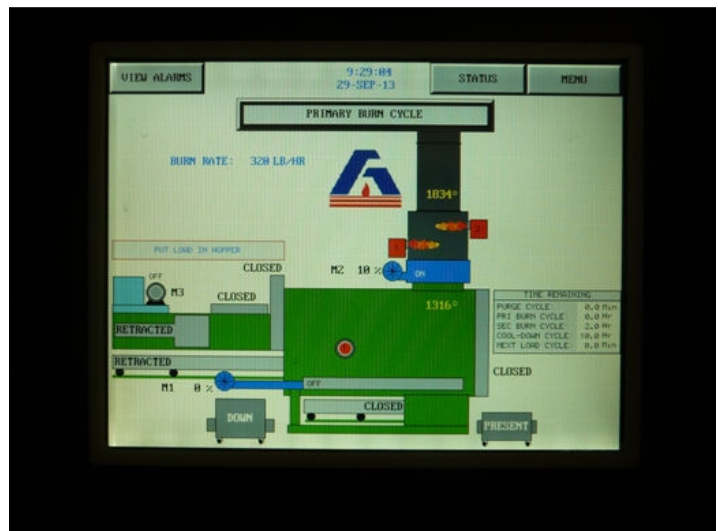 VIEW ALARMS
9:29:04
29-SEP-13
STATUS
MENU
PRIMARY BURN CYCLE
BURN RATE: 320 LB/HR
1834°
2
1
PUT LOAD IN HOPPER
CLOSED
M2 10 %
ON
OFF
M3
CLOSED
1316°
TIME REMAINING
PURGE CYCLE: 0.0 Min
PRI BURN CYCLE: 0.0 Hr
SEC BURN CYCLE: 2.0 Hr
COOL-DOWN CYCLE: 10.0 Hr
NEXT LOAD CYCLE: 0.0 Min
RETRACTED
RETRACTED
CLOSED
M1 0 %
OFF
CLOSED
DOWN
PRESENT